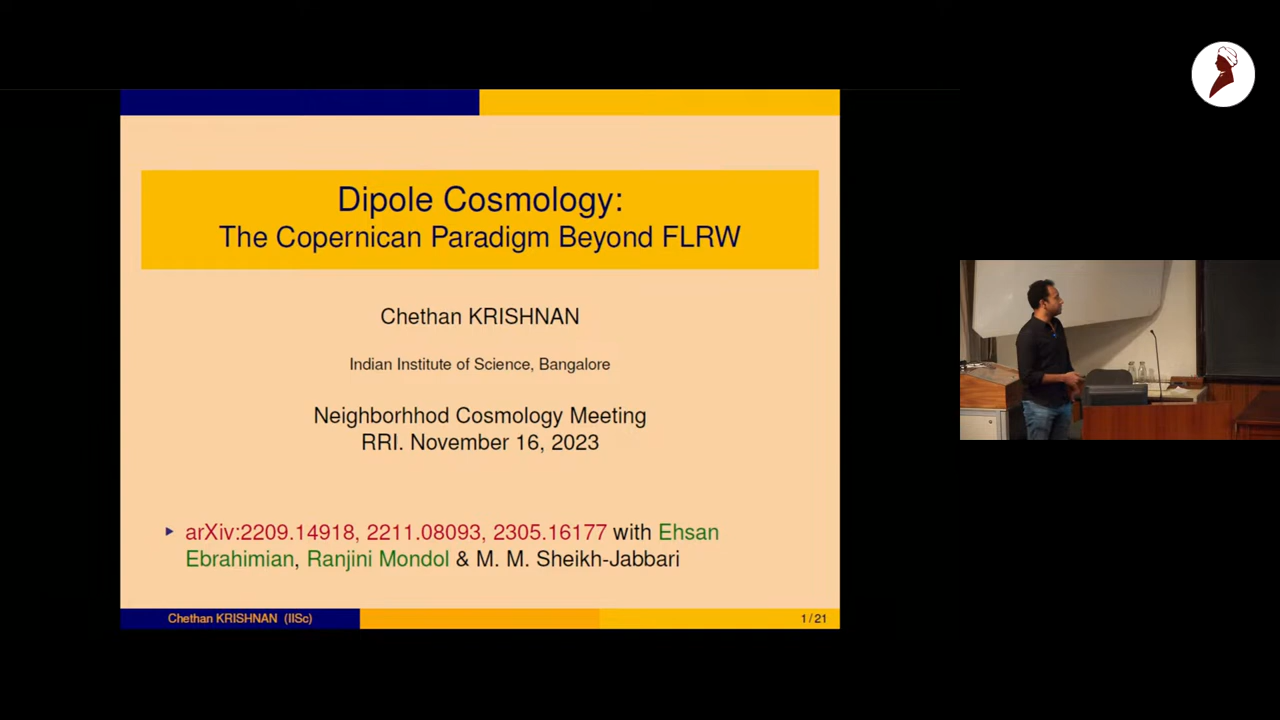 Dipole Cosmology:
The Copernican Paradigm Beyond FLRW
Chethan KRISHNAN
Indian Institute of Science, Bangalore
Neighborhhod Cosmology Meeting
RRI. November 16, 2023
arXiv:2209.14918, 2211.08093, 2305.16177 with Ehsan
Ebrahimian, Ranjini Mondol & M. M. Sheikh-Jabbari
Chethan KRISHNAN (IISc)
1 / 21